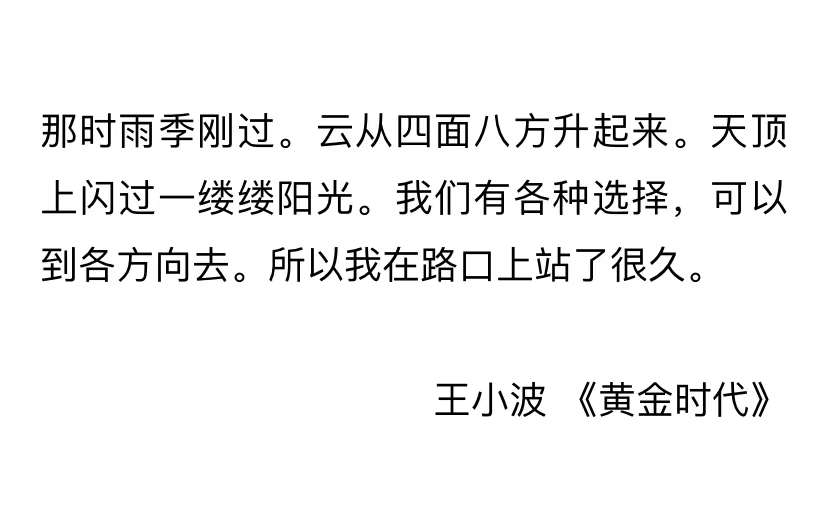 那时雨季刚过。云从四面八方升起来。天顶
上闪过一缕缕阳光。我们有各种选择，可以
到各方向去。所以我在路口上站了很久。
王小波 《黄金时代》